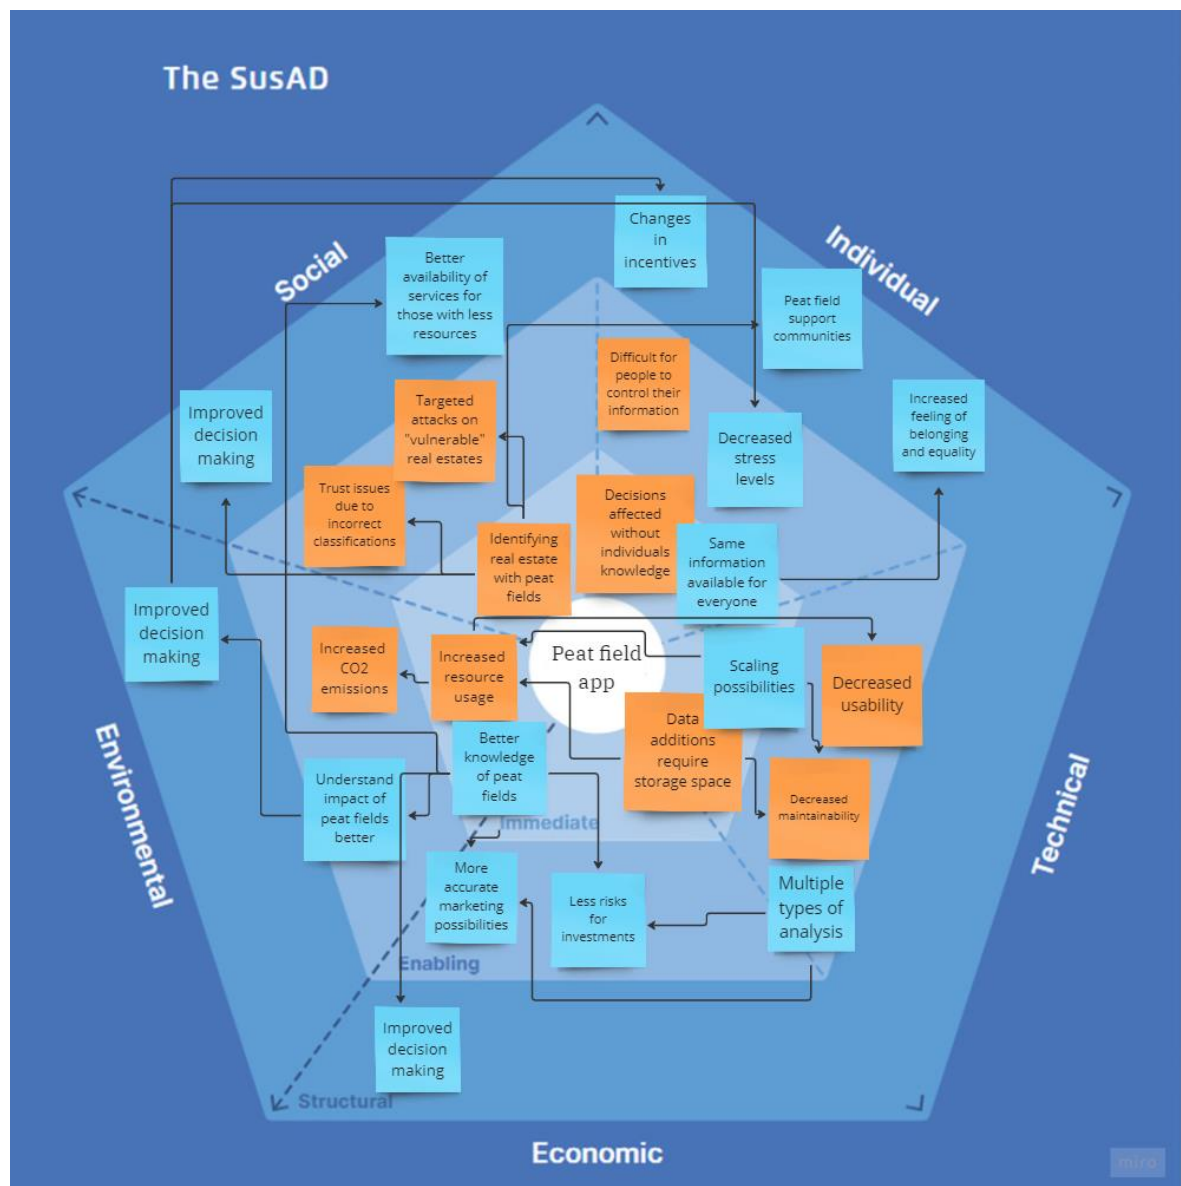 The SusAD
Social
Individual
Changes
in
incentives
Better
availability of
services for
those with less
resources
Peat field
support
communities
Difficult for
people to
control their
information
Targeted
attacks on
"vulnerable"
real estates
Improved
decision
making
Increased
feeling of
belonging
and equality
Decreased
stress
levels
Trust issues
due to
incorrect
classifications
Decisions
affected
without
individuals
knowledge
Identifying
real estate
with peat
fields
Same
information
available for
everyone
Improved
decision
making
Increased
CO2
emissions
Increased
resource
usage
Peat field
app
Scaling
possibilities
Decreased
usability
Data
additions
require
storage space
Better
knowledge
of peat
fields
Understand
impact of
peat fields
better
Decreased
maintainability
Environmental
Technical
Immediate
More
accurate
marketing
possibilities
Less risks
for
investments
Multiple
types of
analysis
Enabling
Improved
decision
making
Structural
Economic
miro